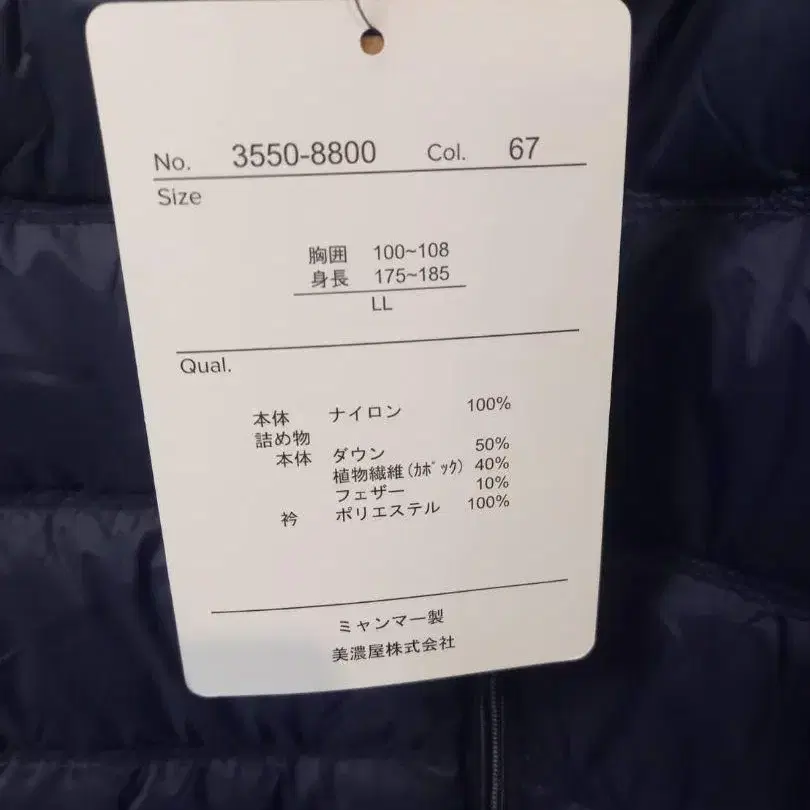 No. 3550-8800 Col. 67
Size
胸囲 100~108
身長 175~185
LL
Qual.
本体 ナイロン 100%
詰め物
本体 ダウン 50%
植物繊維(ｶﾎﾞｯｸ) 40%
フェザー 10%
衿 ポリエステル 100%
ミャンマー製
美濃屋株式会社